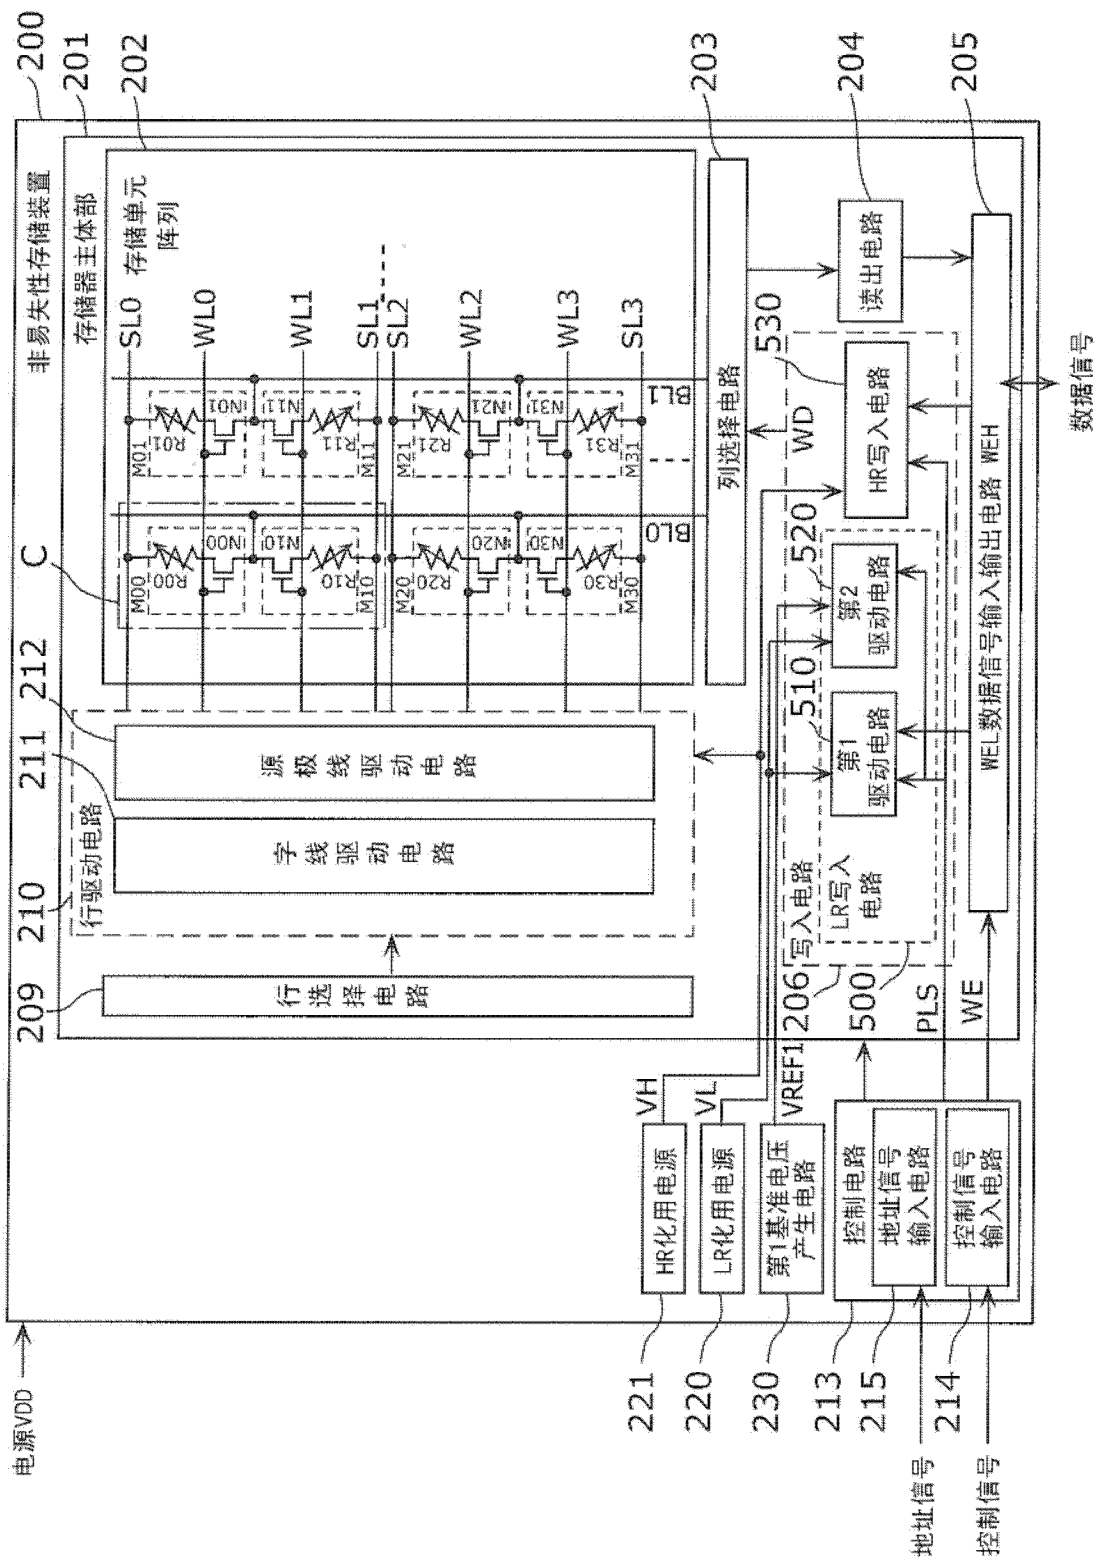 200
201
202
203
204
205
非易失性存储装置
存储器主体部
存储单元
阵列
SL0
WL0
WL1
SL1
SL2
WL2
WL3
SL3
M01
R01
N01
N11
R11
M11
M21
R21
N21
N31
R31
M31
BL1
C
M00
R00
N00
N10
R10
M10
M20
R20
N20
N30
R30
M30
BL0
列选择电路
读出电路
530
WD
HR写入电路
520
第2
驱动电路
510
第1
驱动电路
LR写入
电路
写入电路
206
500
PLS
WE
WEL数据信号输入输出电路 WEH
数据信号
212
211
210
209
源极线驱动电路
字线驱动电路
行驱动电路
行选择电路
VH
VL
VREF1
HR化用电源
LR化用电源
第1基准电压
产生电路
控制电路
地址信号
输入电路
控制信号
输入电路
221
220
230
213
215
214
电源VDD
地址信号
控制信号